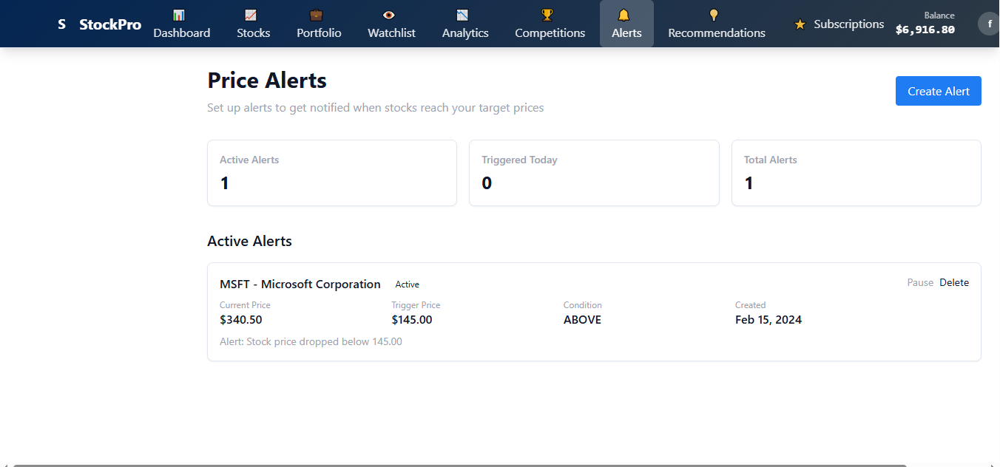 S StockPro
Dashboard
Stocks
Portfolio
Watchlist
Analytics
Competitions
Alerts
Recommendations
Subscriptions
Balance
$6,916.80
f
Price Alerts
Set up alerts to get notified when stocks reach your target prices
Create Alert
Active Alerts
1
Triggered Today
0
Total Alerts
1
Active Alerts
MSFT - Microsoft Corporation Active
Pause Delete
Current Price
$340.50
Trigger Price
$145.00
Condition
ABOVE
Created
Feb 15, 2024
Alert: Stock price dropped below 145.00